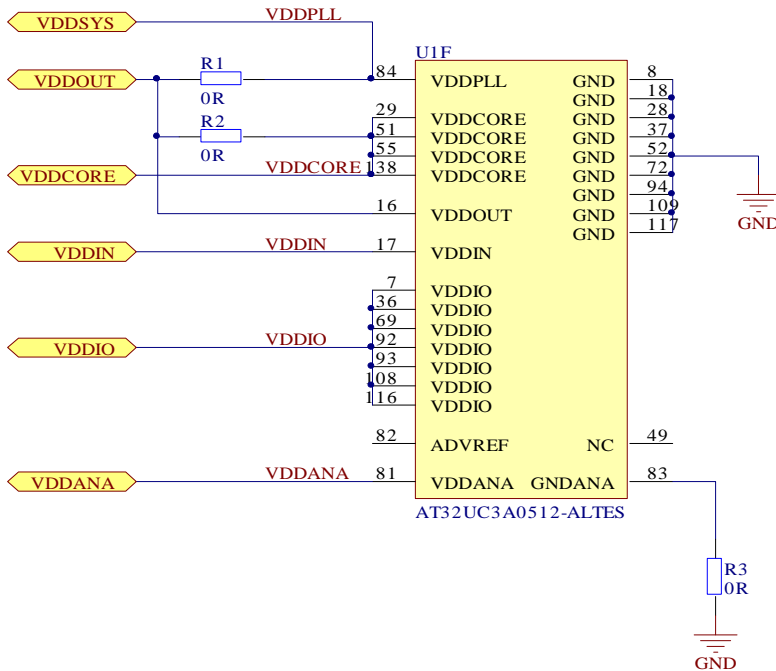 VDDSYS VDDPLL
U1F
VDDOUT R1 84 VDDPLL GND 8
0R GND 18
29 VDDCORE GND 28
R2 51 VDDCORE GND 37
0R 55 VDDCORE GND 52
VDDCORE VDDCORE 138 VDDCORE GND 72
GND 94
16 VDDOUT GND 109
GND 117
GND
VDDIN VDDIN 17 VDDIN
7 VDDIO
36 VDDIO
69 VDDIO
VDDIO VDDIO 92 VDDIO
93 VDDIO
108 VDDIO
116 VDDIO
82 ADVREF NC 49
VDDANA VDDANA 81 VDDANA GNDANA 83
AT32UC3A0512-ALTES
R3
0R
GND